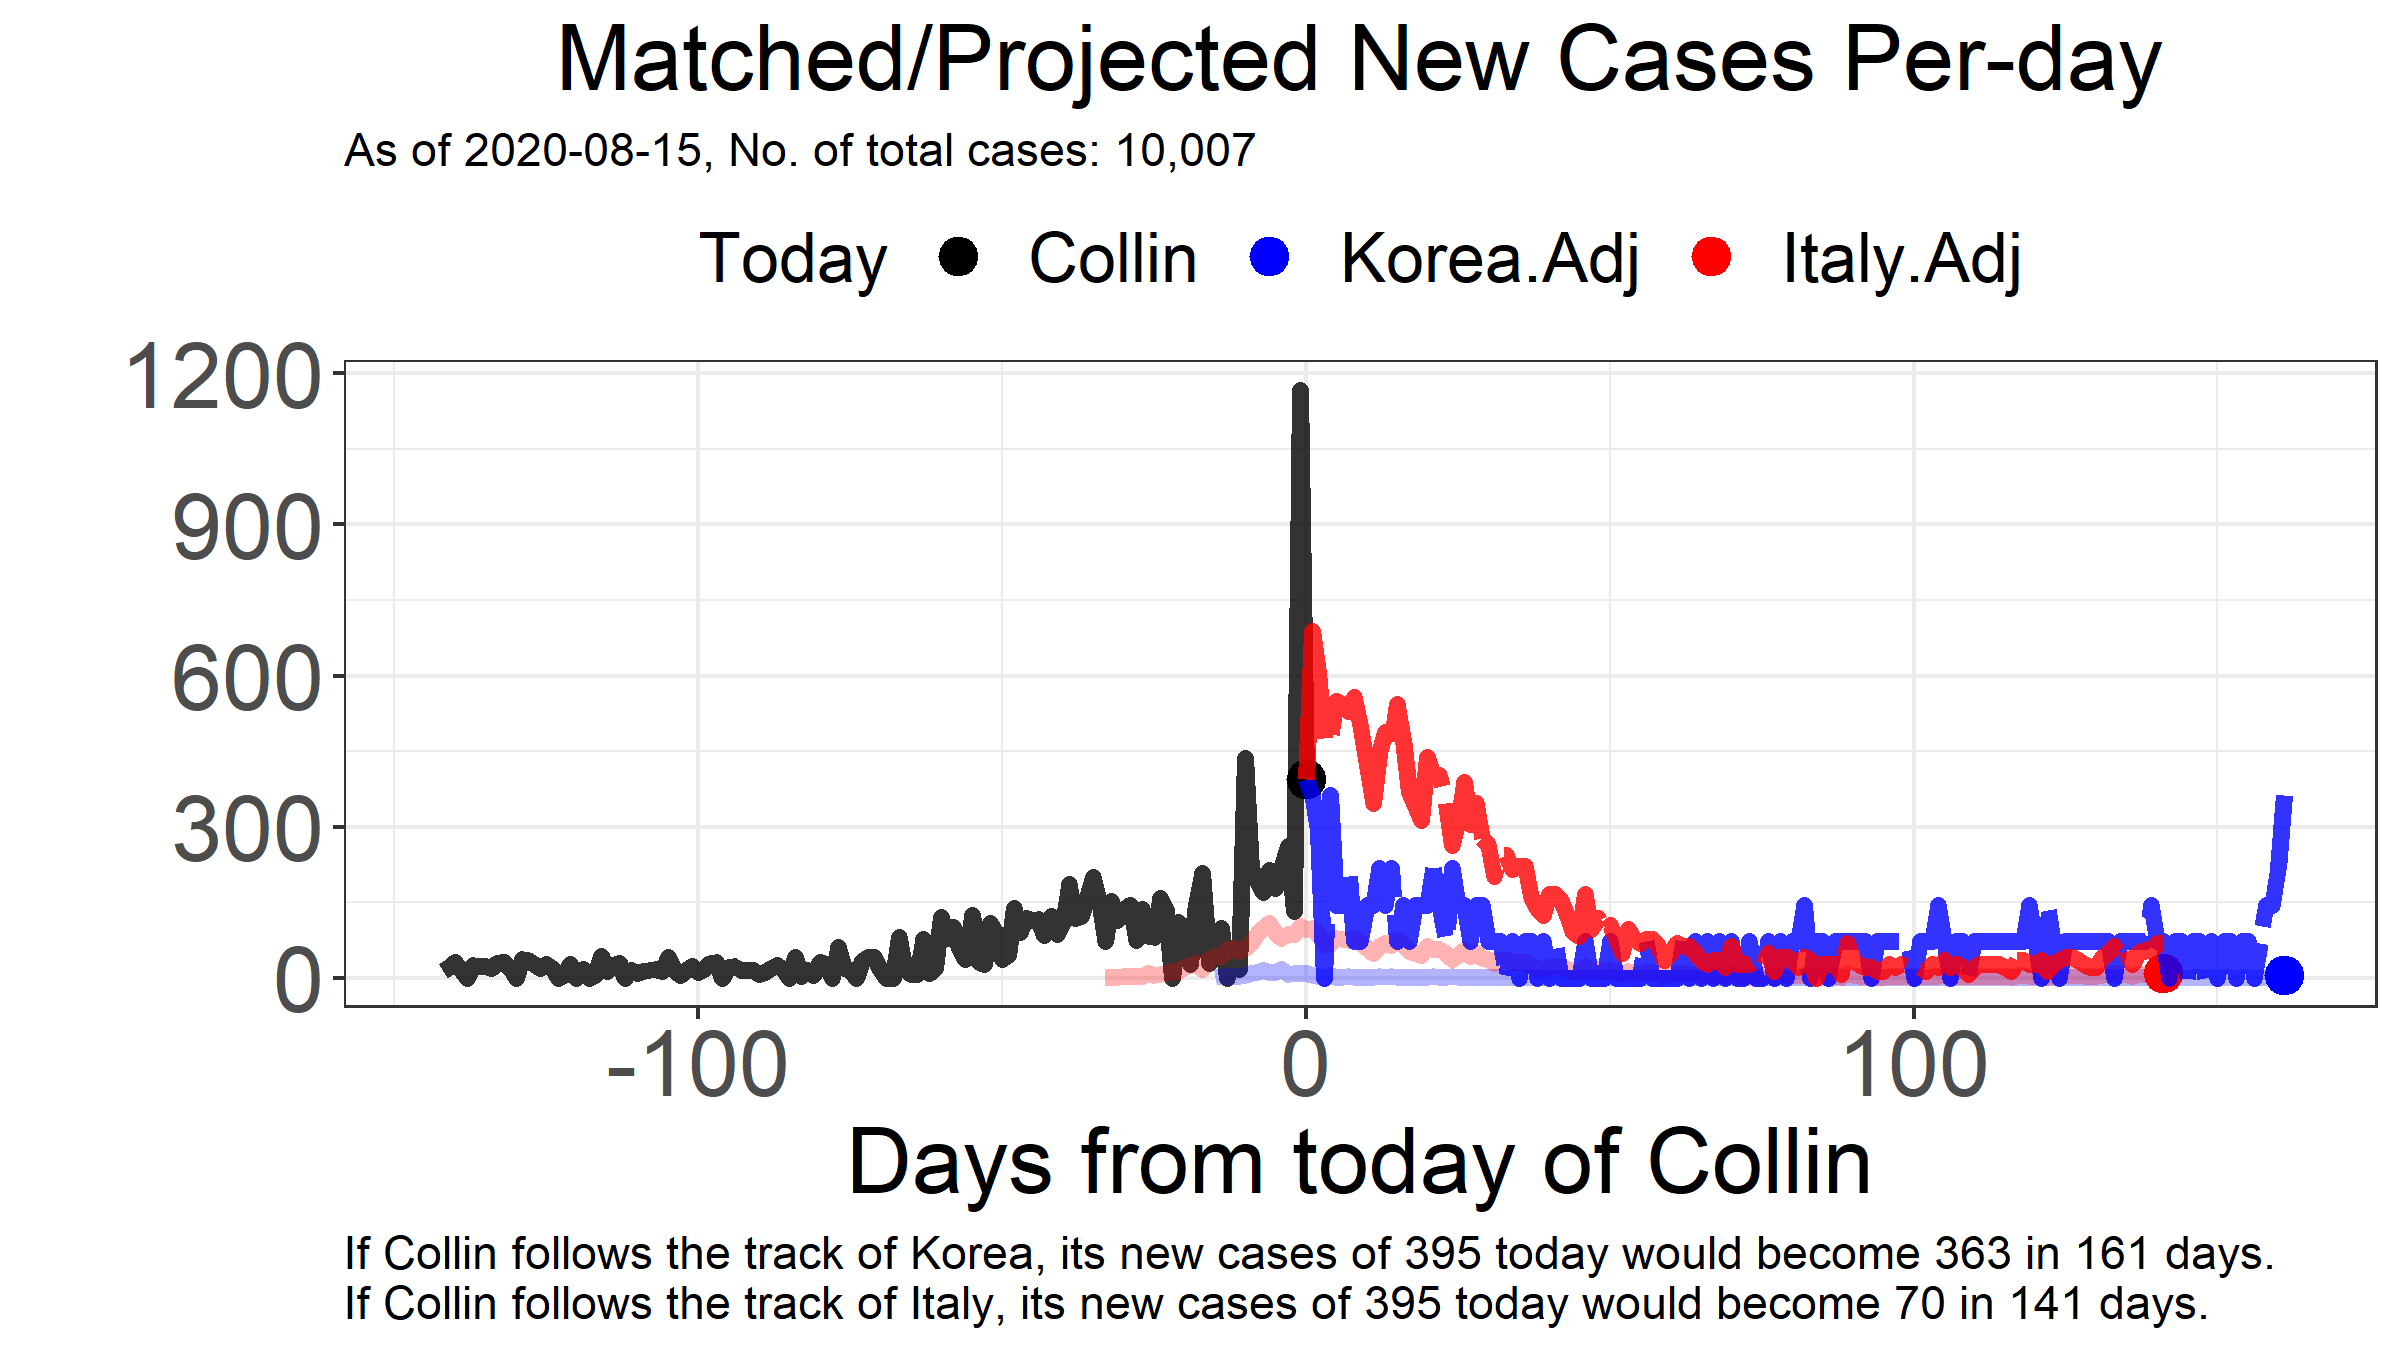 Matched/Projected New Cases Per-day
As of 2020-08-15, No. of total cases: 10,007
Today Collin Korea.Adj Italy.Adj
1200
900
600
300
0
-100 0 100
Days from today of Collin
If Collin follows the track of Korea, its new cases of 395 today would become 363 in 161 days.
If Collin follows the track of Italy, its new cases of 395 today would become 70 in 141 days.